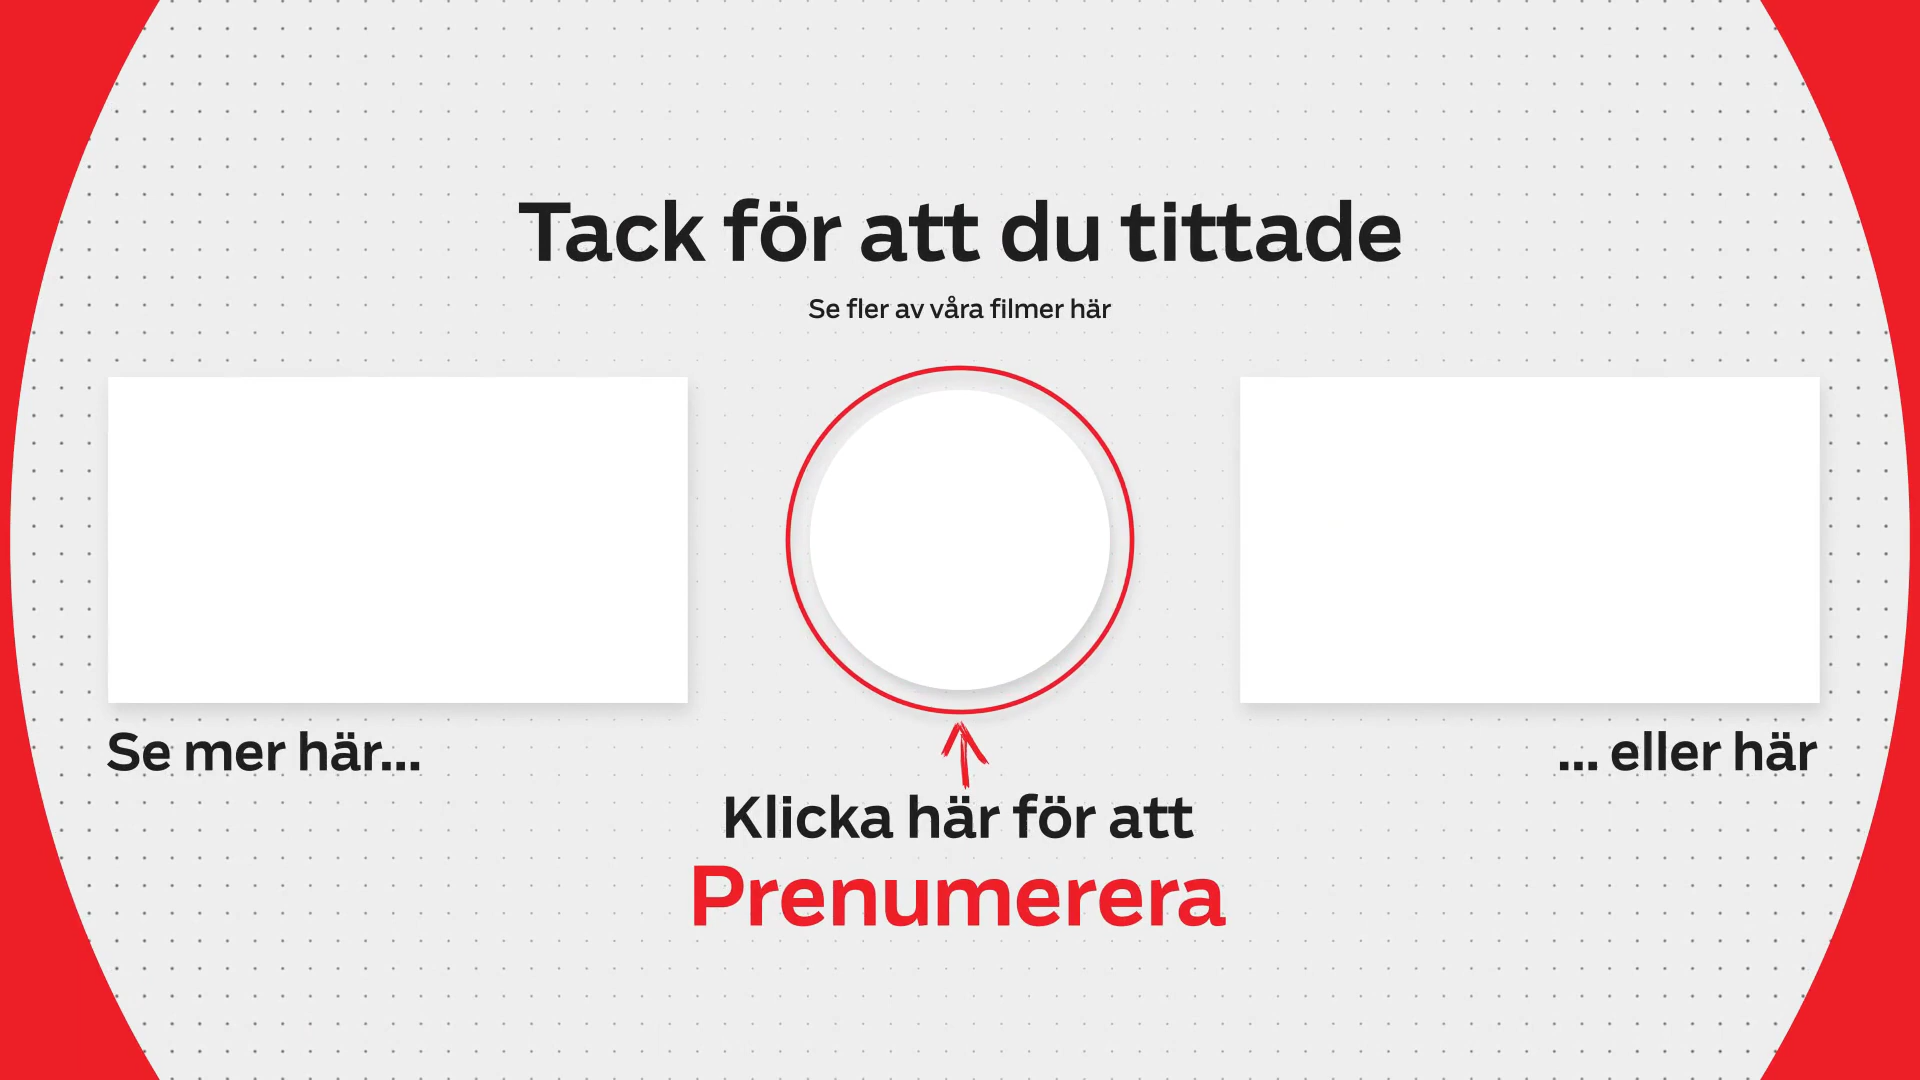 Tack för att du tittade
Se fler av våra filmer här
Se mer här...
... eller här
Klicka här för att
Prenumerera